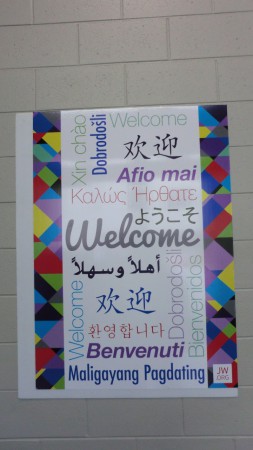 Welcome
Xin chào
Dobrodošli
欢迎
Afio mai
Καλώς Ήρθατε
ようこそ
Welcome
أهلاً وسهلاً
Welcome
欢迎
Dobrodošli
Bienvenidos
환영합니다
Benvenuti
Maligayang Pagdating
JW
.ORG